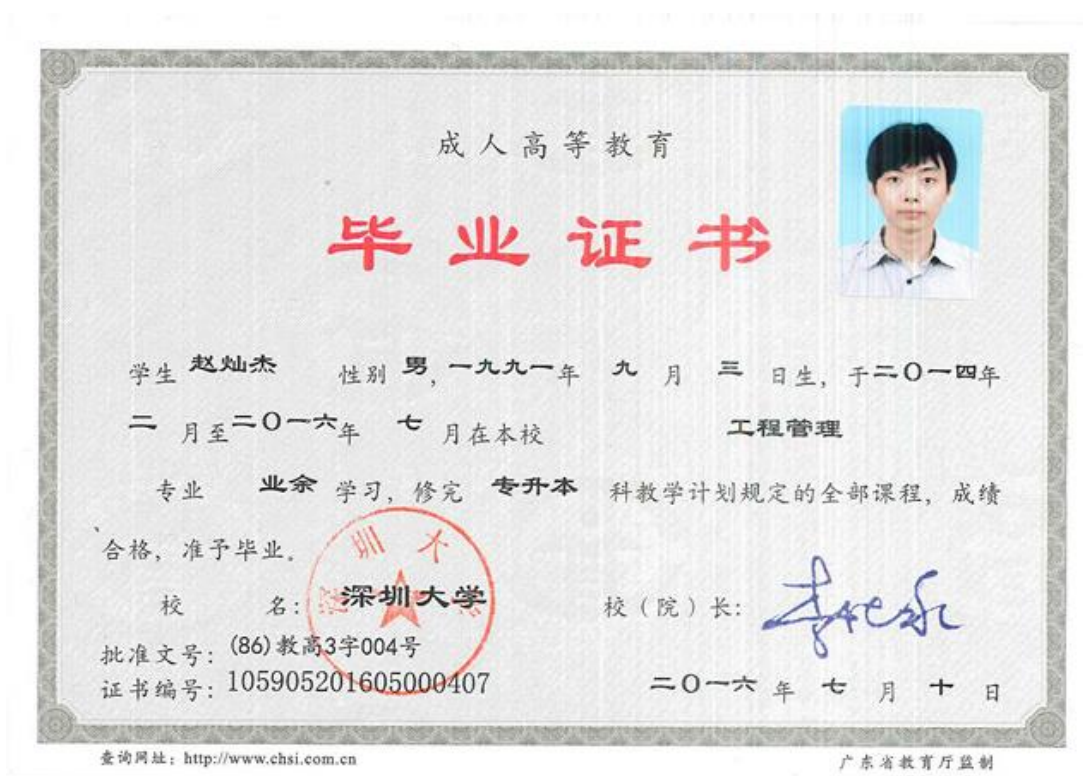 成人高等教育
毕业证书
学生 赵灿杰 性别 男,一九九一年 九 月 三 日生，于二〇一四年
二 月至二〇一六年 七 月在本校 工程管理
专业 业余 学习，修完 专升本 科教学计划规定的全部课程，成绩
合格，准予毕业。
深圳大学
校 名：深圳大学 校（院）长：
批准文号：(86)教高3字004号
证书编号：105905201605000407 二〇一六 年 七 月 十 日
查询网址：http://www.chsi.com.cn 广东省教育厅监制